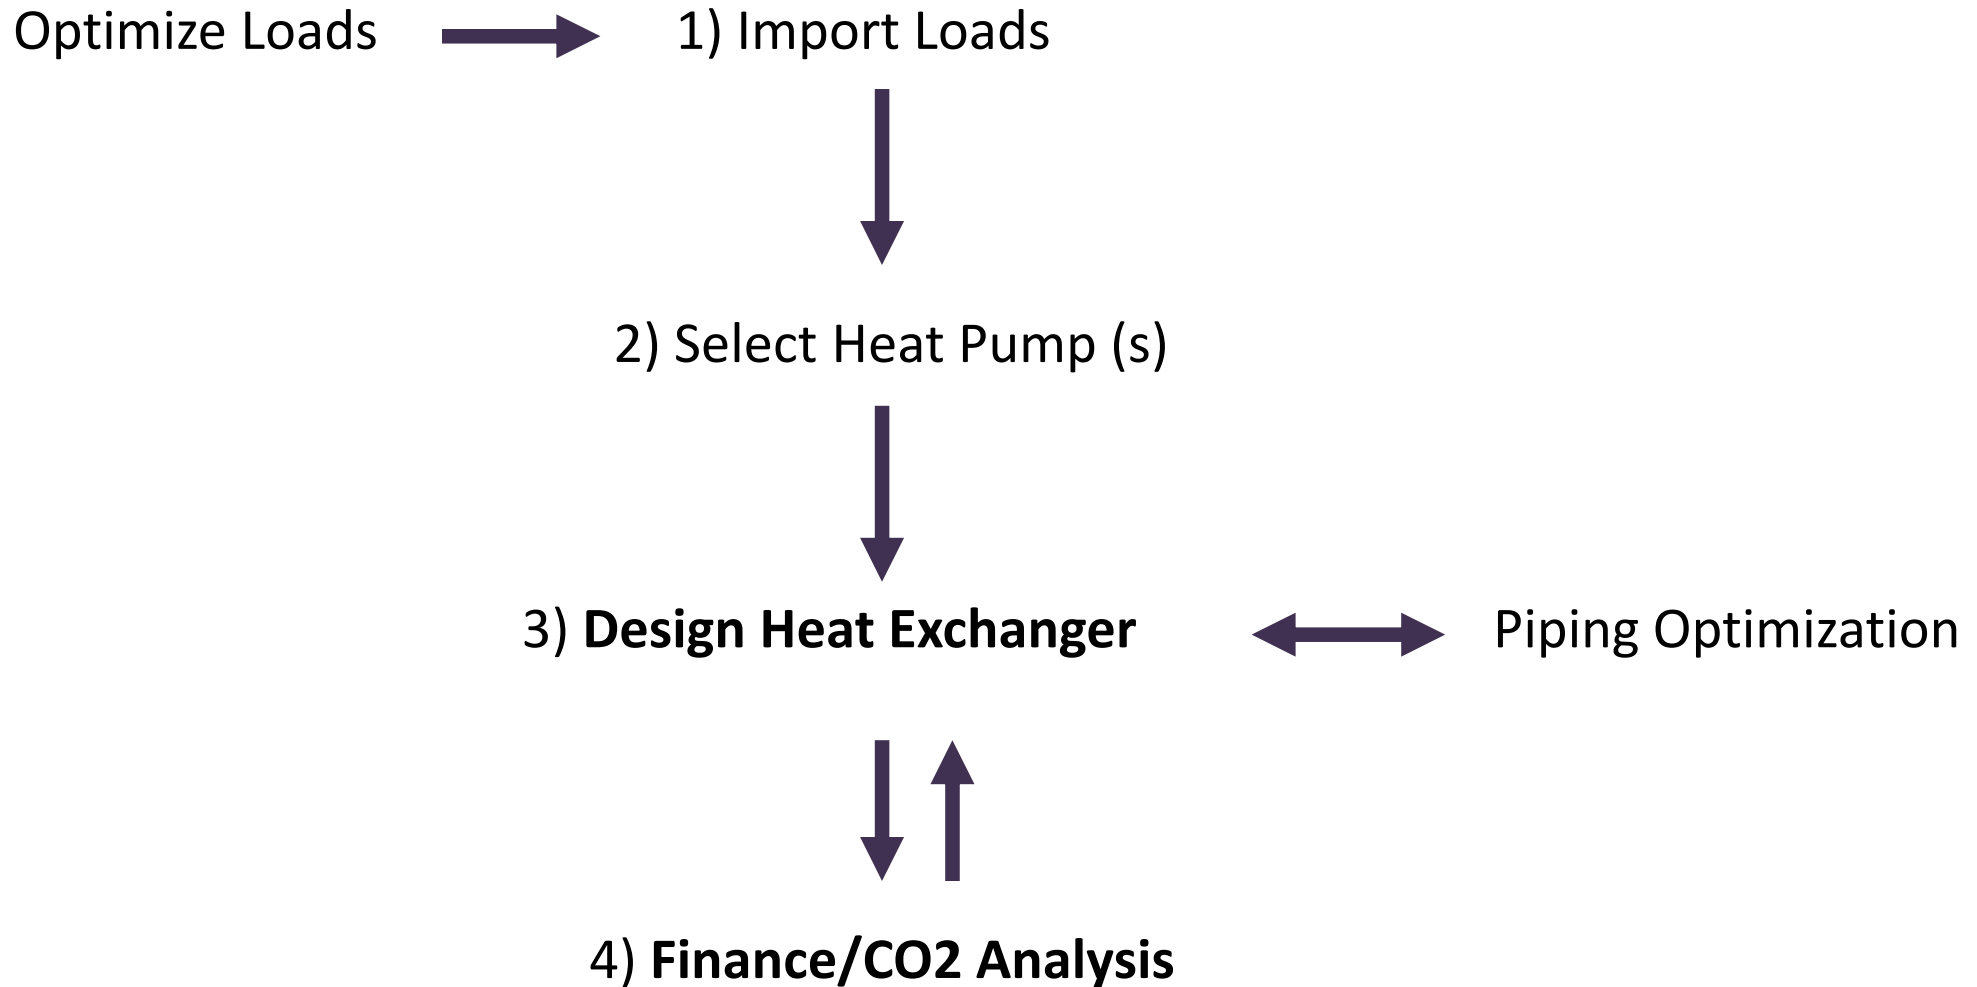 Optimize Loads
1) Import Loads
2) Select Heat Pump (s)
3) Design Heat Exchanger
Piping Optimization
4) Finance/CO2 Analysis